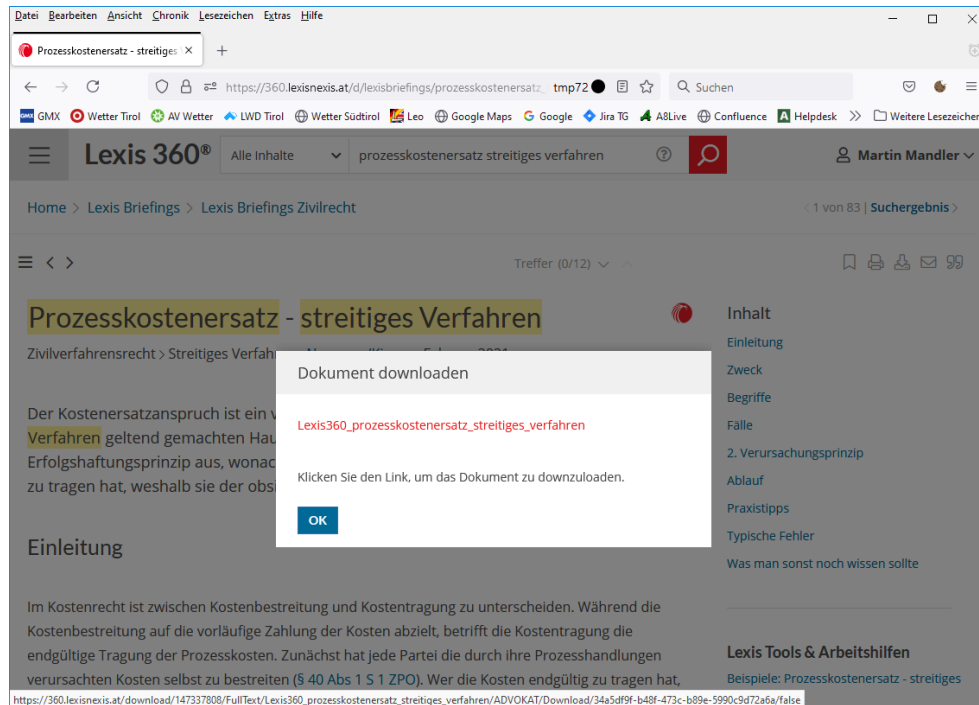 Datei Bearbeiten Ansicht Chronik Lesezeichen Extras Hilfe
Prozesskostenersatz - streitiges
https://360.lexisnexis.at/d/lexisbriefings/prozesskostenersatz_ tmp72 Suchen
GMX Wetter Tirol AV Wetter LWD Tirol Wetter Südtirol Leo Google Maps Google Jira TG A8Live Confluence Helpdesk Weitere Lesezeichen
Lexis 360® Alle Inhalte prozesskostenersatz streitiges verfahren Martin Mandler
Home > Lexis Briefings > Lexis Briefings Zivilrecht < 1 von 83 | Suchergebnis >
Treffer (0/12)
Prozesskostenersatz - streitiges Verfahren
Zivilverfahrensrecht > Streitiges Verfah
Der Kostenersatzanspruch ist ein v
Verfahren geltend gemachten Hau
Erfolgshaftungsprinzip aus, wonac
zu tragen hat, weshalb sie der obsi
Dokument downloaden
Lexis360_prozesskostenersatz_streitiges_verfahren
Klicken Sie den Link, um das Dokument zu downzuloaden.
OK
Einleitung
Im Kostenrecht ist zwischen Kostenbestreitung und Kostentragung zu unterscheiden. Während die
Kostenbestreitung auf die vorläufige Zahlung der Kosten abzielt, betrifft die Kostentragung die
endgültige Tragung der Prozesskosten. Zunächst hat jede Partei die durch ihre Prozesshandlungen
verursachten Kosten selbst zu bestreiten (§ 40 Abs 1 S 1 ZPO). Wer die Kosten endgültig zu tragen hat,
Inhalt
Einleitung
Zweck
Begriffe
Fälle
2. Verursachungsprinzip
Ablauf
Praxistipps
Typische Fehler
Was man sonst noch wissen sollte
Lexis Tools & Arbeitshilfen
Beispiele: Prozesskostenersatz - streitiges
https://360.lexisnexis.at/download/147337808/FullText/Lexis360_prozesskostenersatz_streitiges_verfahren/ADVOKAT/Download/34a5df9f-b48f-473c-b89e-5990c9d72a6a/false